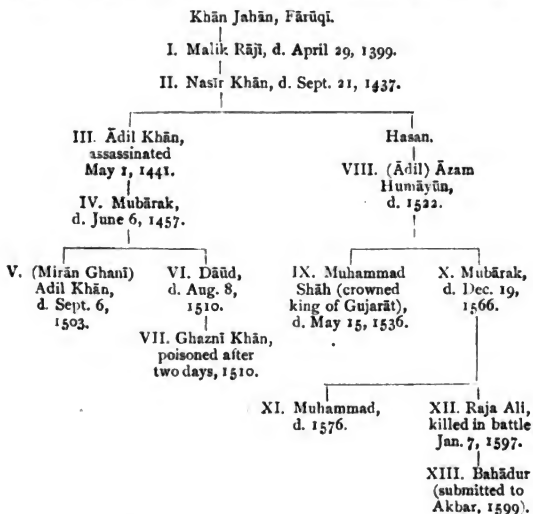 Khān Jahān, Fārūqī.
I. Malik Rājī, d. April 29, 1399.
II. Nasīr Khān, d. Sept. 21, 1437.
III. Ādil Khān,
assassinated
May 1, 1441.
IV. Mubārak,
d. June 6, 1457.
Hasan.
VIII. (Ādil) Āzam
Humāyūn,
d. 1522.
V. (Mirān Ghanī)
Adil Khān,
d. Sept. 6,
1503.
VI. Dāūd,
d. Aug. 8,
1510.
VII. Ghaznī Khān,
poisoned after
two days, 1510.
IX. Muhammad
Shāh (crowned
king of Gujarāt),
d. May 15, 1536.
X. Mubārak,
d. Dec. 19,
1566.
XI. Muhammad,
d. 1576.
XII. Raja Ali,
killed in battle
Jan. 7, 1597.
XIII. Bahādur
(submitted to
Akbar, 1599).